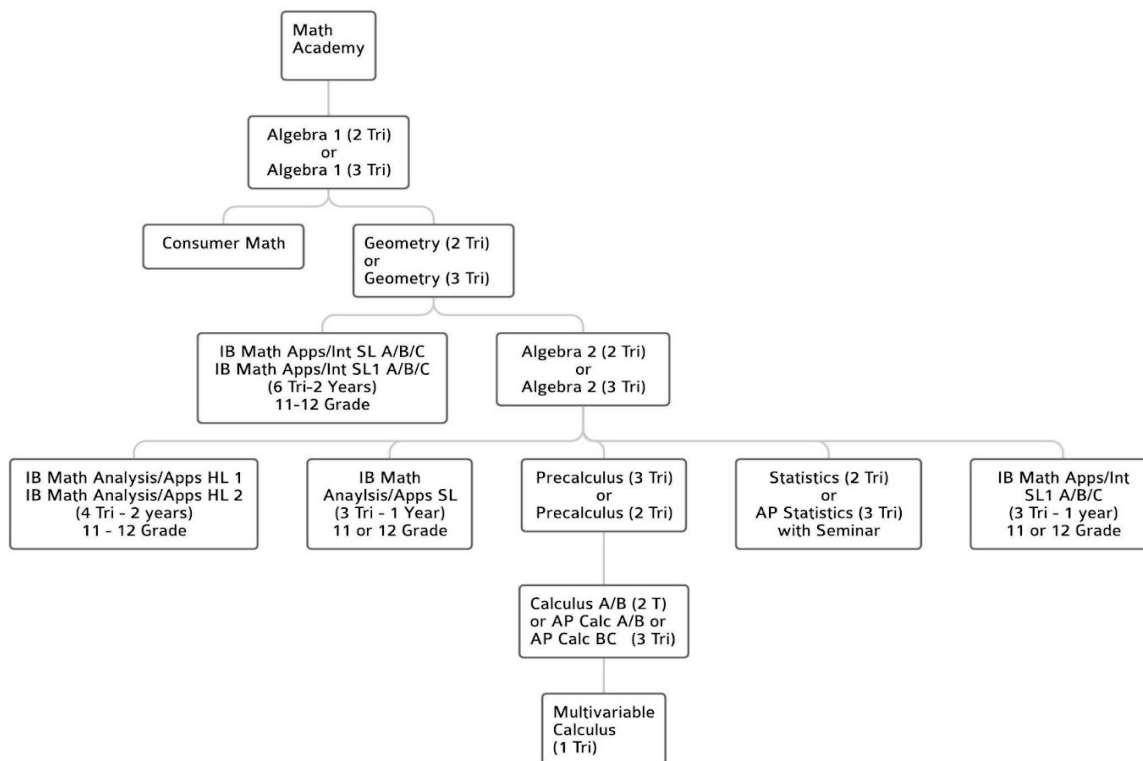 Math
Academy
Algebra 1 (2 Tri)
or
Algebra 1 (3 Tri)
Consumer Math
Geometry (2 Tri)
or
Geometry (3 Tri)
IB Math Apps/Int SL A/B/C
IB Math Apps/Int SL1 A/B/C
(6 Tri-2 Years)
11-12 Grade
Algebra 2 (2 Tri)
or
Algebra 2 (3 Tri)
IB Math Analysis/Apps HL 1
IB Math Analysis/Apps HL 2
(4 Tri - 2 years)
11 - 12 Grade
IB Math
Anaylsis/Apps SL
(3 Tri - 1 Year)
11 or 12 Grade
Precalculus (3 Tri)
or
Precalculus (2 Tri)
Statistics (2 Tri)
or
AP Statistics (3 Tri)
with Seminar
IB Math Apps/Int
SL1 A/B/C
(3 Tri - 1 year)
11 or 12 Grade
Calculus A/B (2 T)
or AP Calc A/B or
AP Calc BC (3 Tri)
Multivariable
Calculus
(1 Tri)